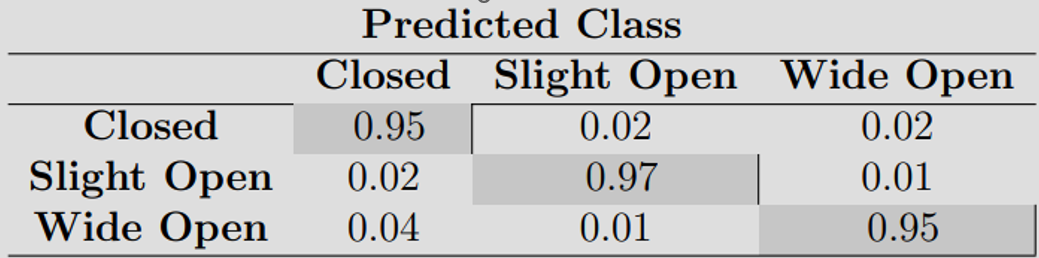 Predicted Class
Closed Slight Open Wide Open
Closed 0.95 0.02 0.02
Slight Open 0.02 0.97 0.01
Wide Open 0.04 0.01 0.95